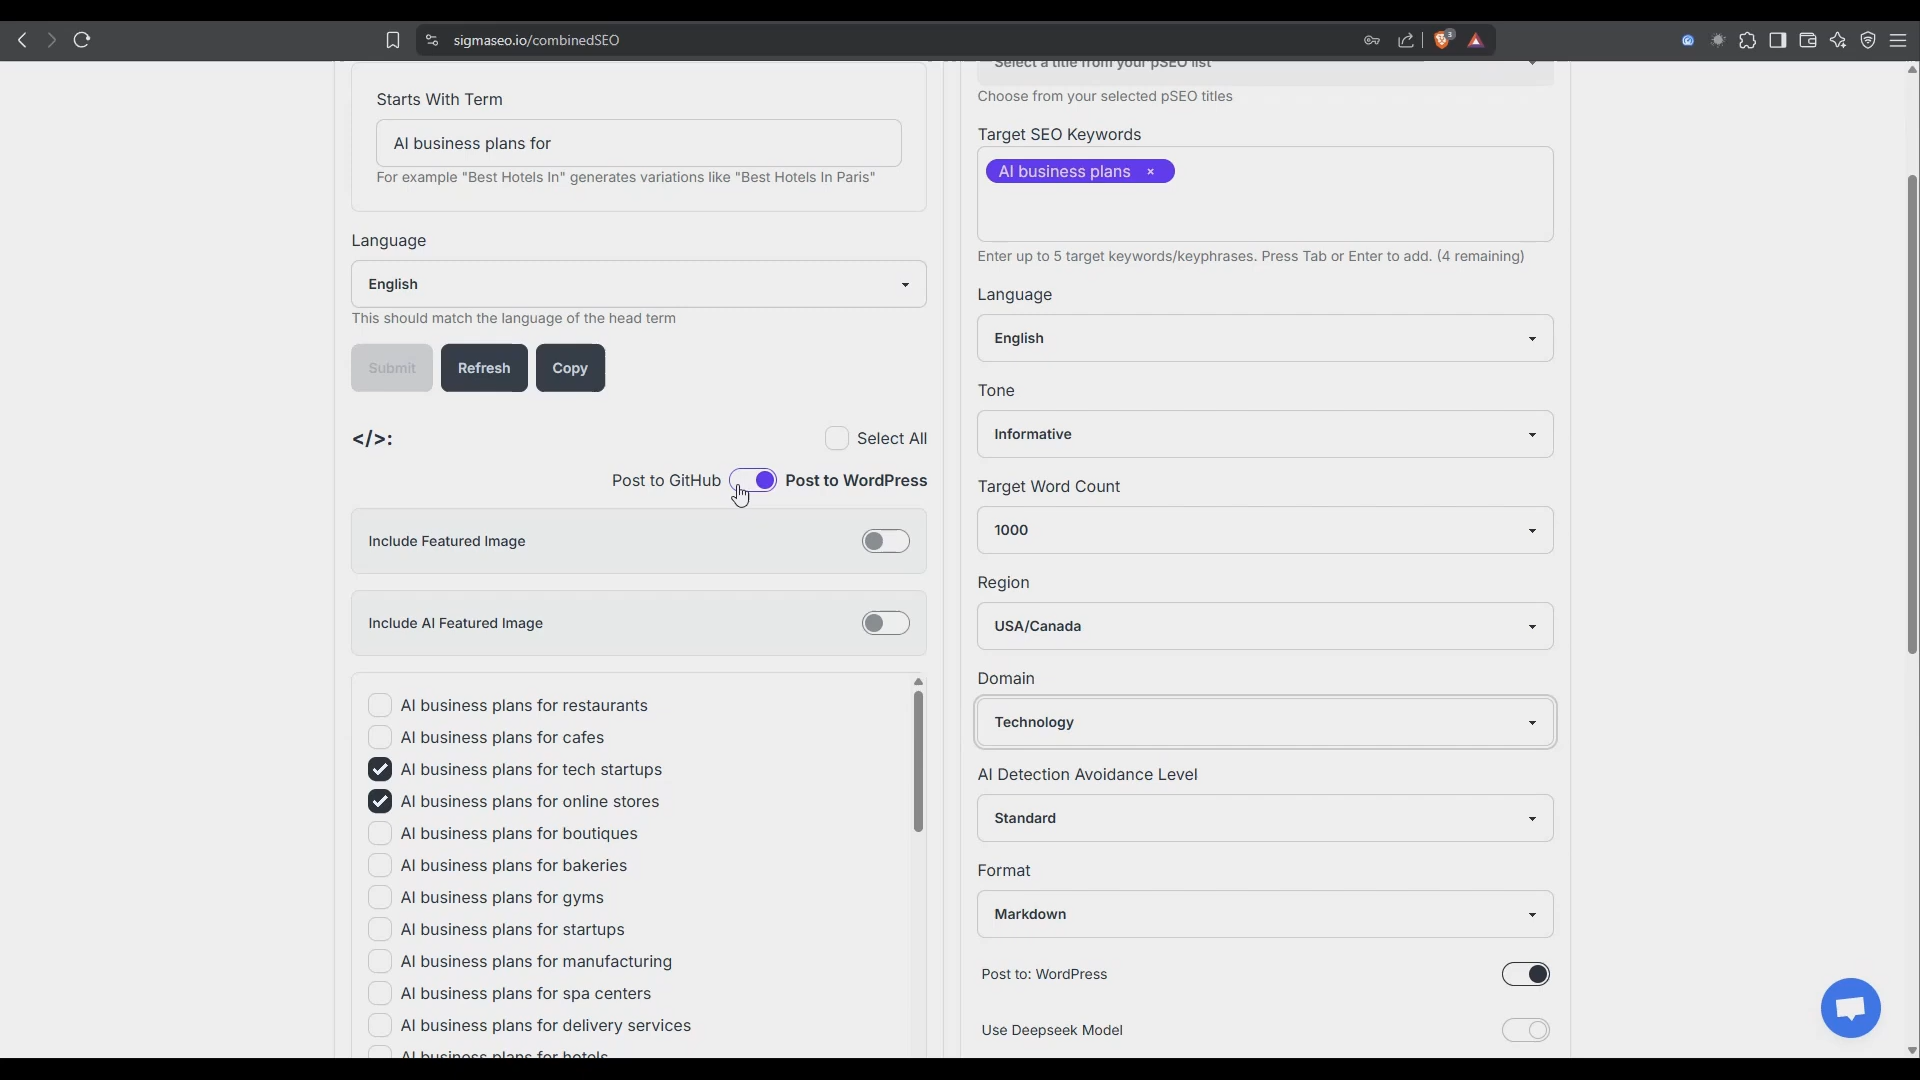 sigmaseo.io/combinedSEO
3
Starts With Term
AI business plans for
For example "Best Hotels In" generates variations like "Best Hotels In Paris"
Language
English
This should match the language of the head term
Submit
Refresh
Copy
</>:
Select All
Post to GitHub
Post to WordPress
Include Featured Image
Include AI Featured Image
AI business plans for restaurants
AI business plans for cafes
AI business plans for tech startups
AI business plans for online stores
AI business plans for boutiques
AI business plans for bakeries
AI business plans for gyms
AI business plans for startups
AI business plans for manufacturing
AI business plans for spa centers
AI business plans for delivery services
AI business plans for hotels
Select a title from your pSEO list
Choose from your selected pSEO titles
Target SEO Keywords
AI business plans ×
Enter up to 5 target keywords/keyphrases. Press Tab or Enter to add. (4 remaining)
Language
English
Tone
Informative
Target Word Count
1000
Region
USA/Canada
Domain
Technology
AI Detection Avoidance Level
Standard
Format
Markdown
Post to: WordPress
Use Deepseek Model